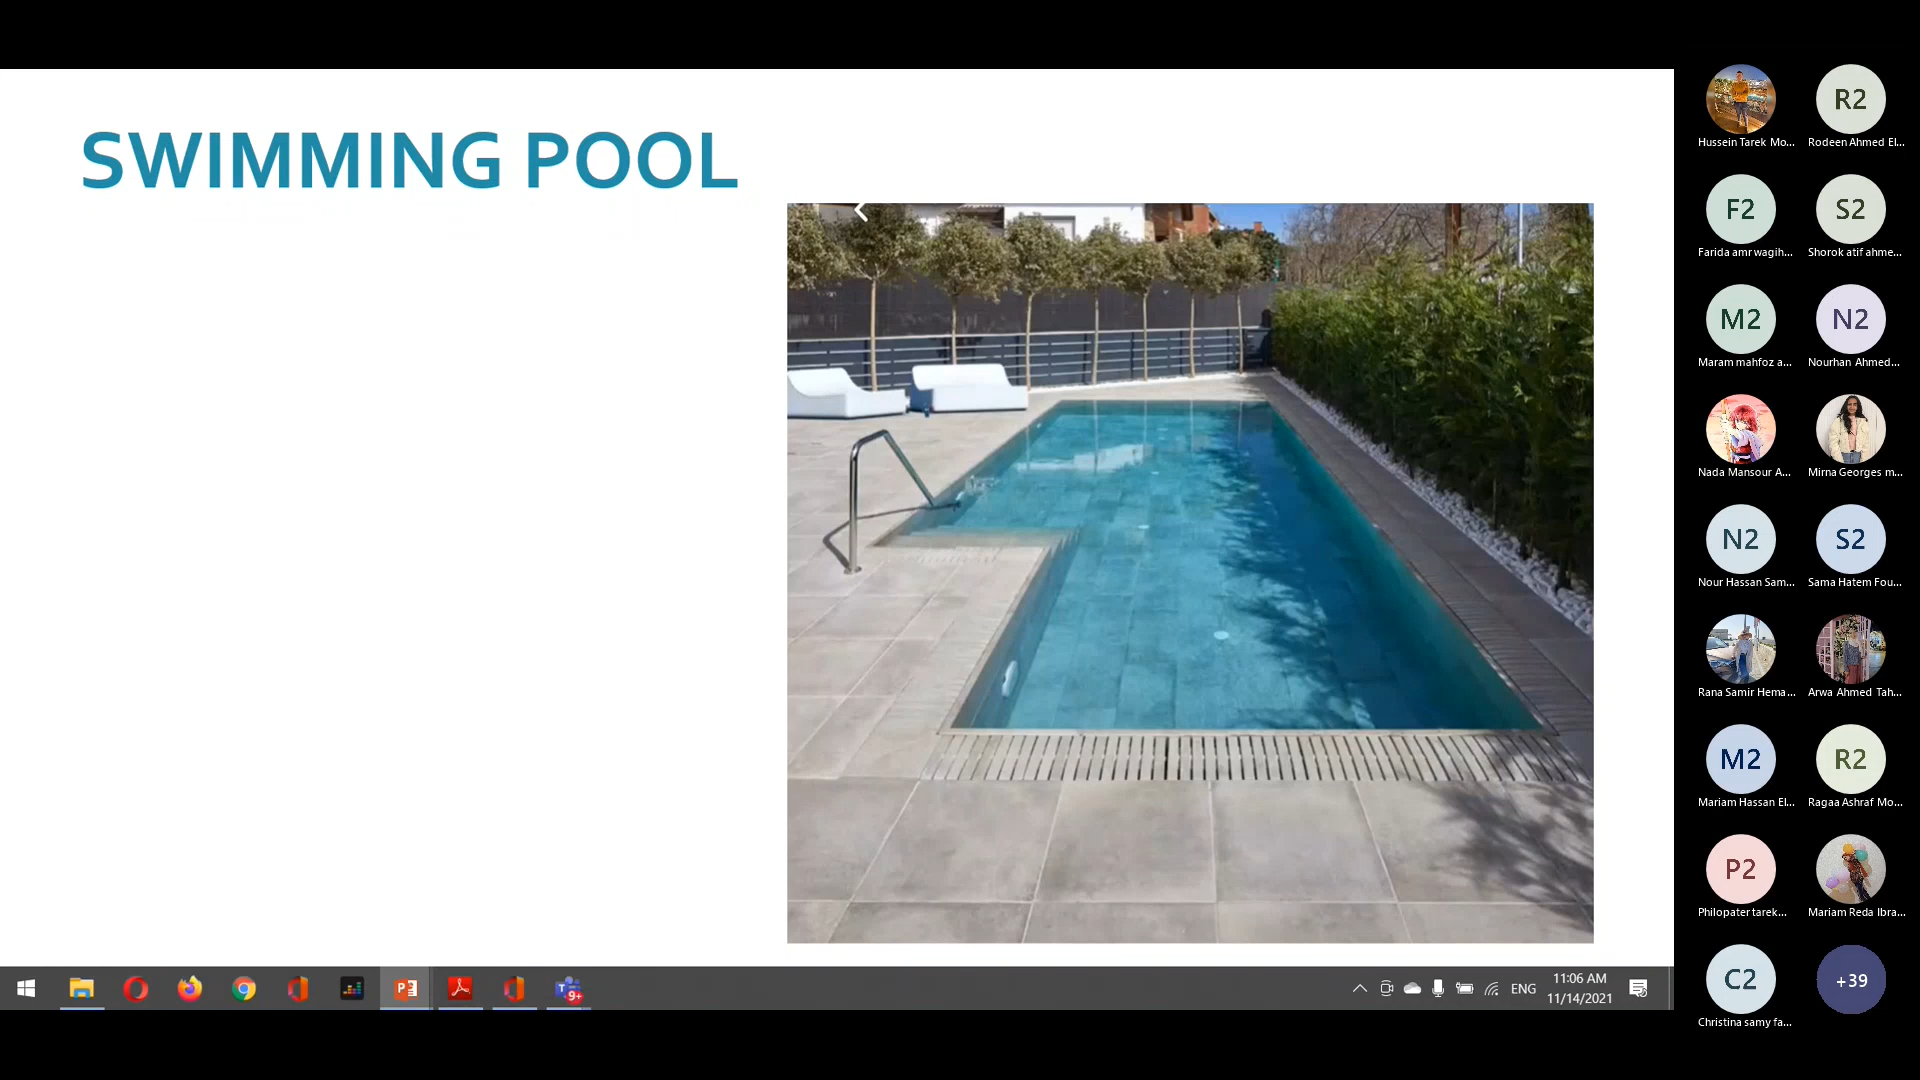 SWIMMING POOL
R2
Hussein Tarek Mo...
Rodeen Ahmed El...
F2
S2
Farida amr wagih...
Shorok atif ahme...
M2
N2
Maram mahfoz a...
Nourhan Ahmed...
Nada Mansour A...
Mirna Georges m...
N2
S2
Nour Hassan Sam...
Sama Hatem Fou...
Rana Samir Hema...
Arwa Ahmed Tah...
M2
R2
Mariam Hassan El...
Ragaa Ashraf Mo...
P2
Philopater tarek...
Mariam Reda Ibra...
C2
+39
Christina samy fa...
9+
ENG
11:06 AM
11/14/2021